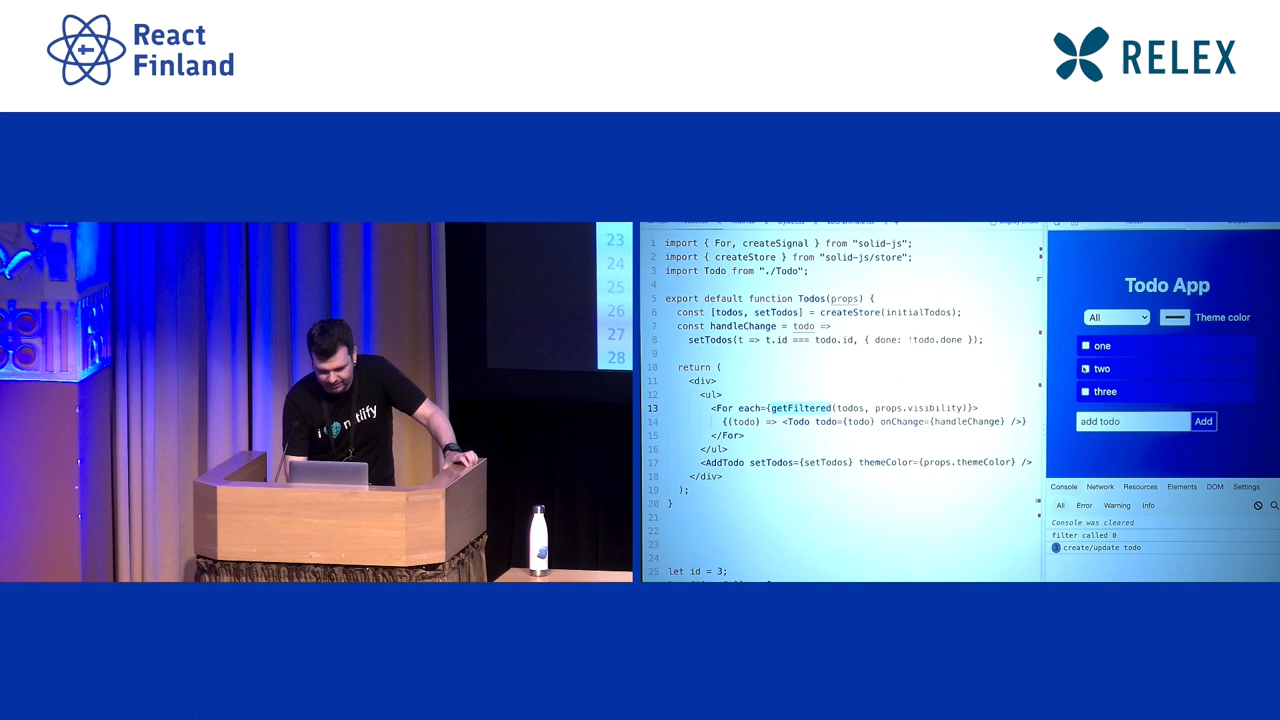 React
Finland
RELEX
23
24
25
26
27
28
i netlify
1 import { For, createSignal } from "solid-js";
2 import { createStore } from "solid-js/store";
3 import Todo from "./Todo";
4
5 export default function Todos(props) {
6 const [todos, setTodos] = createStore(initialTodos);
7 const handleChange = todo =>
8 setTodos(t => t.id === todo.id, { done: !todo.done });
9
10 return (
11 <div>
12 <ul>
13 <For each={getFiltered(todos, props.visibility)}>
14 {(todo) => <Todo todo={todo} onChange={handleChange} />}
15 </For>
16 </ul>
17 <AddTodo setTodos={setTodos} themeColor={props.themeColor} />
18 </div>
19 );
20 }
21
22
23
24
25 let id = 3;
Todo App
All Theme color
one
two
three
add todo Add
Console Network Resources Elements DOM Settings
All Error Warning Info
Console was cleared
filter called 0
3 create/update todo